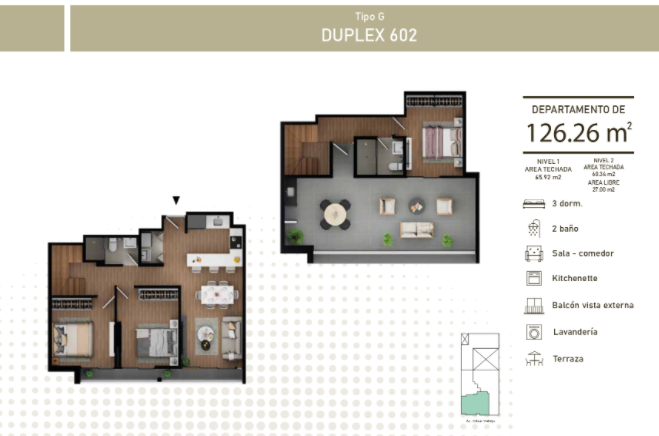 Tipo G
DUPLEX 602
DEPARTAMENTO DE
126.26 m²
NIVEL 1
AREA TECHADA
65.92 m2
NIVEL 2
AREA TECHADA
60.34 m2
AREA LIBRE
27.00 m2
3 dorm.
2 baño
Sala - comedor
Kitchenette
Balcón vista externa
Lavandería
Terraza